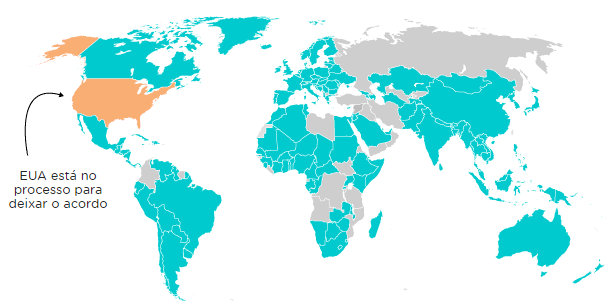 EUA está no
processo para
deixar o acordo